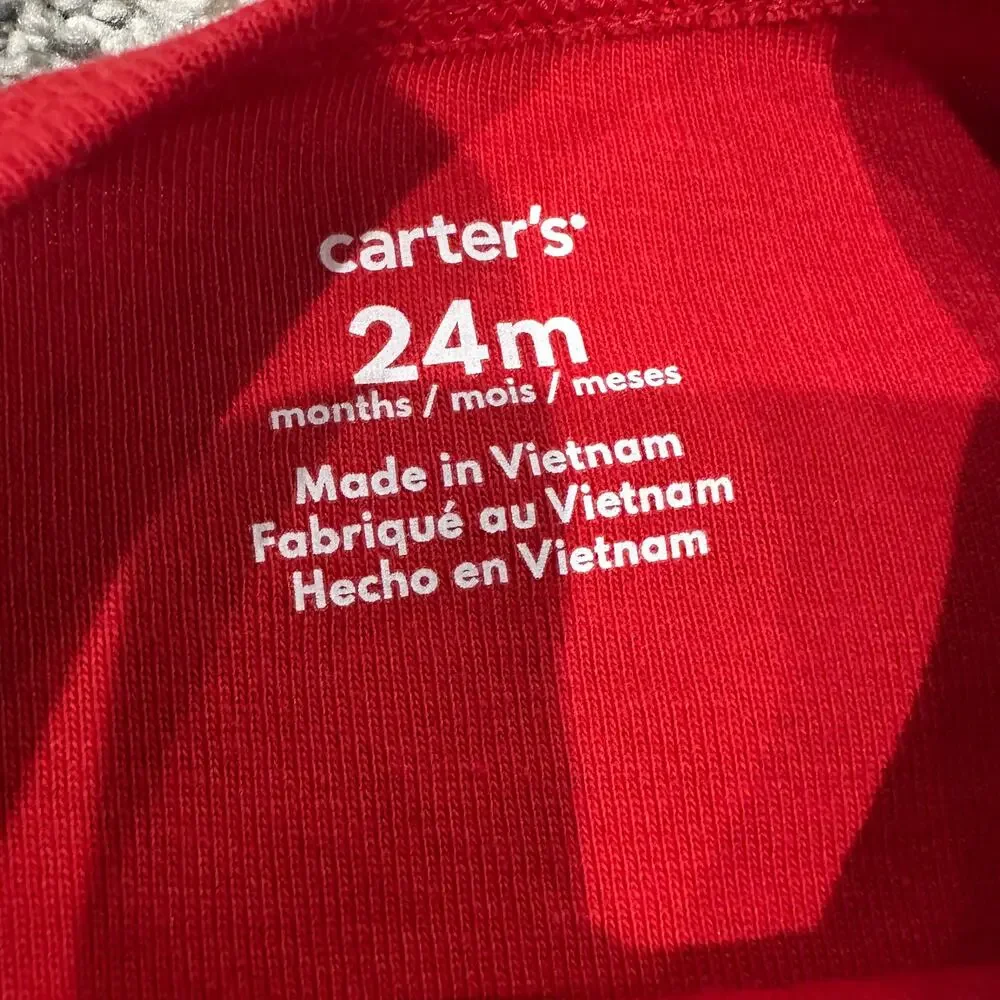 carter's
24m
months / mois / meses
Made in Vietnam
Fabriqué au Vietnam
Hecho en Vietnam